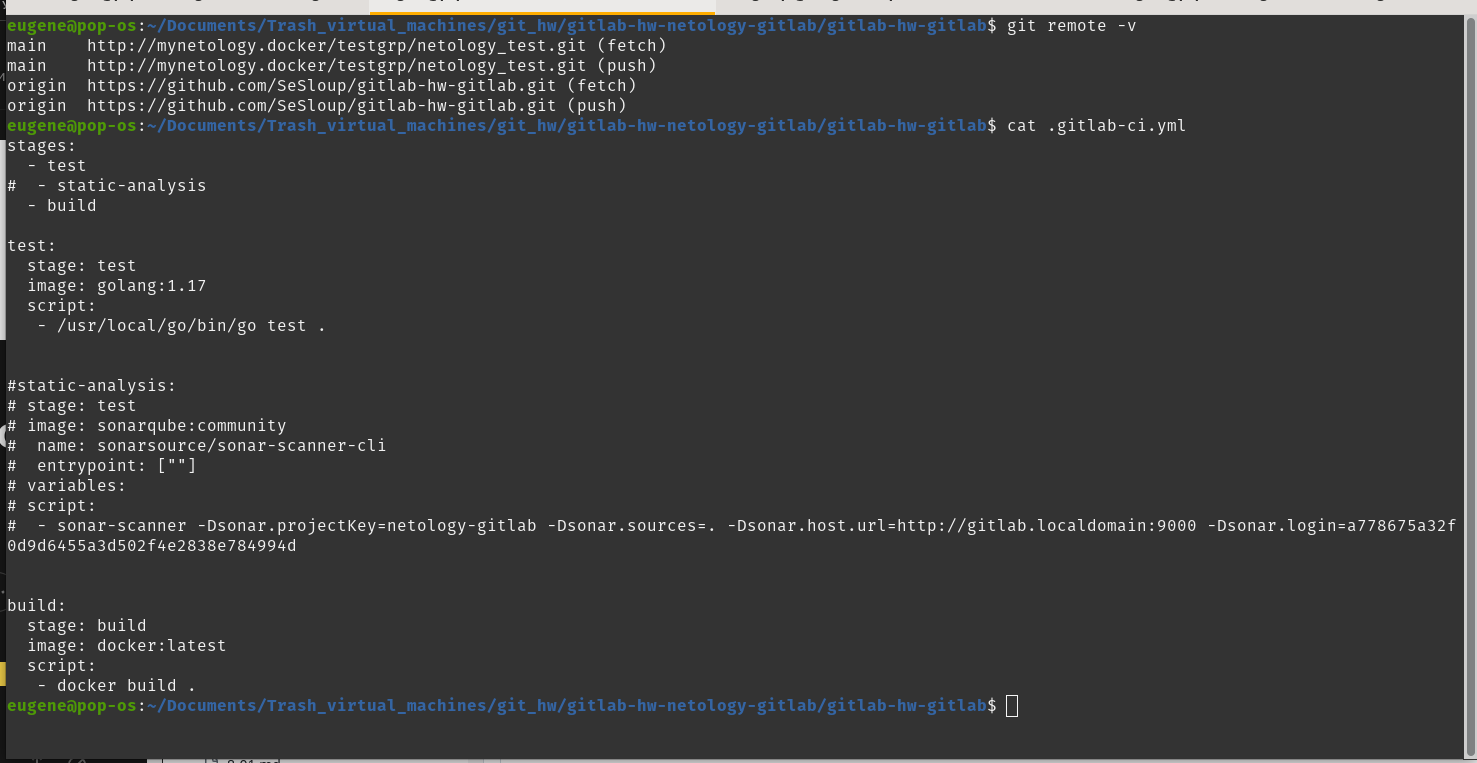 eugene@pop-os:~/Documents/Trash_virtual_machines/git_hw/gitlab-hw-netology-gitlab/gitlab-hw-gitlab$ git remote -v
main    http://mynetology.docker/testgrp/netology_test.git (fetch)
main    http://mynetology.docker/testgrp/netology_test.git (push)
origin  https://github.com/SeSloup/gitlab-hw-gitlab.git (fetch)
origin  https://github.com/SeSloup/gitlab-hw-gitlab.git (push)
eugene@pop-os:~/Documents/Trash_virtual_machines/git_hw/gitlab-hw-netology-gitlab/gitlab-hw-gitlab$ cat .gitlab-ci.yml
stages:
  - test
#  - static-analysis
  - build

test:
  stage: test
  image: golang:1.17
  script:
   - /usr/local/go/bin/go test .


#static-analysis:
# stage: test
# image: sonarqube:community
#  name: sonarsource/sonar-scanner-cli
#  entrypoint: [""]
# variables:
# script:
#  - sonar-scanner -Dsonar.projectKey=netology-gitlab -Dsonar.sources=. -Dsonar.host.url=http://gitlab.localdomain:9000 -Dsonar.login=a778675a32f
0d9d6455a3d502f4e2838e784994d


build:
  stage: build
  image: docker:latest
  script:
   - docker build .
eugene@pop-os:~/Documents/Trash_virtual_machines/git_hw/gitlab-hw-netology-gitlab/gitlab-hw-gitlab$